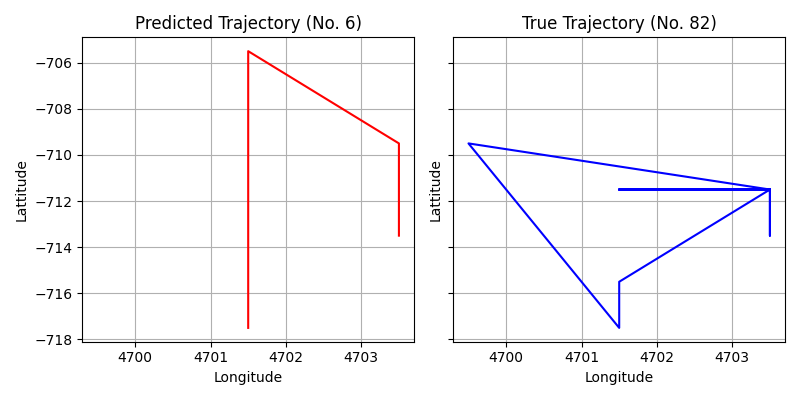 Predicted Trajectory (No. 6)
True Trajectory (No. 82)
−706
−708
−710
−712
−714
−716
−718
Lattitude
4700 4701 4702 4703
Longitude
Lattitude
4700 4701 4702 4703
Longitude